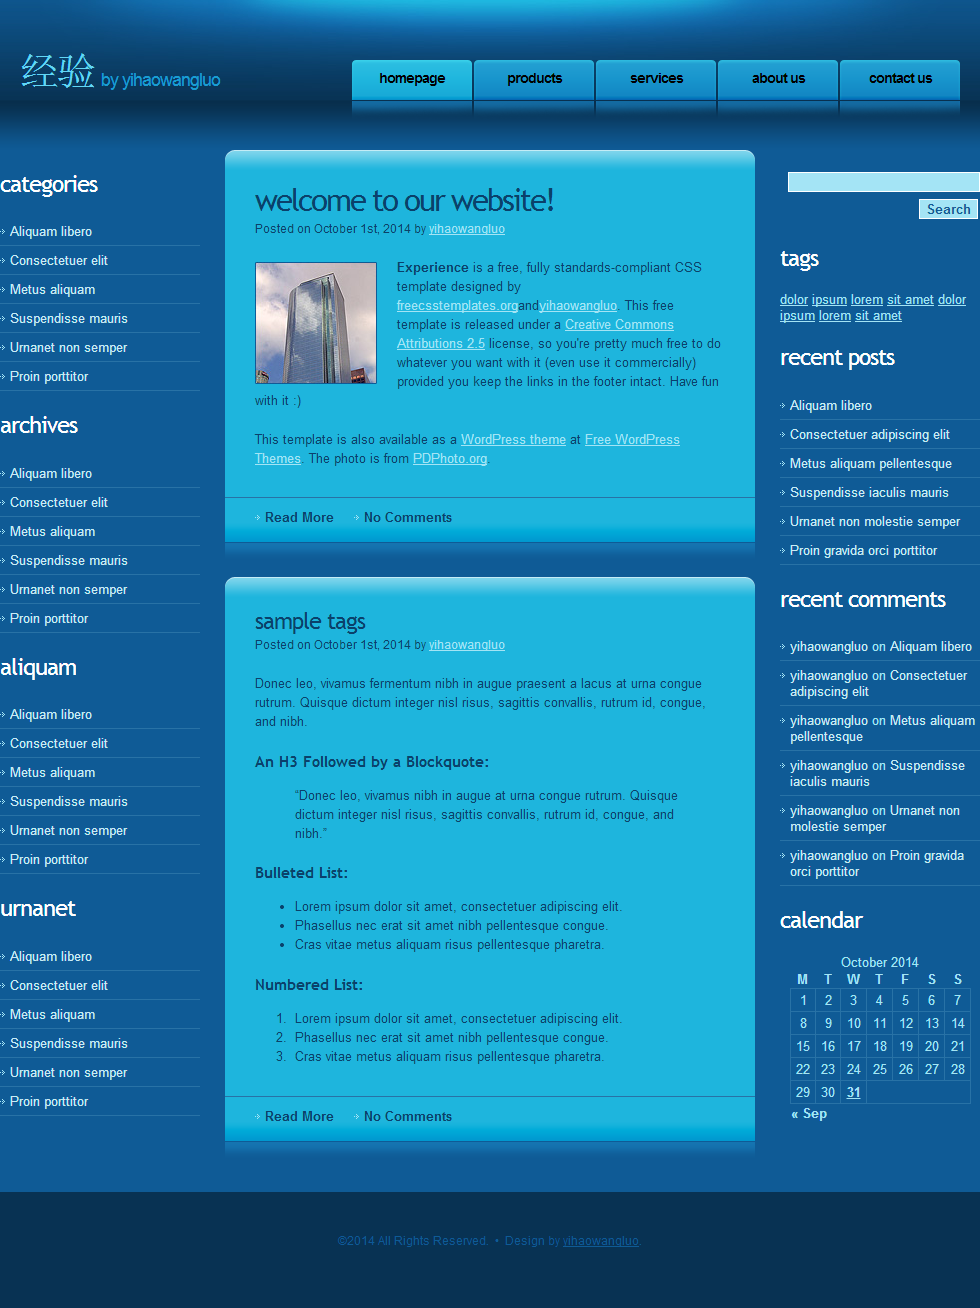 经验 by yihaowangluo
homepage
products
services
about us
contact us
categories
Aliquam libero
Consectetuer elit
Metus aliquam
Suspendisse mauris
Urnanet non semper
Proin porttitor
archives
Aliquam libero
Consectetuer elit
Metus aliquam
Suspendisse mauris
Urnanet non semper
Proin porttitor
aliquam
Aliquam libero
Consectetuer elit
Metus aliquam
Suspendisse mauris
Urnanet non semper
Proin porttitor
urnanet
Aliquam libero
Consectetuer elit
Metus aliquam
Suspendisse mauris
Urnanet non semper
Proin porttitor
welcome to our website!
Posted on October 1st, 2014 by yihaowangluo
Experience is a free, fully standards-compliant CSS
template designed by
freecsstemplates.organdyihaowangluo. This free
template is released under a Creative Commons
Attributions 2.5 license, so you're pretty much free to do
whatever you want with it (even use it commercially)
provided you keep the links in the footer intact. Have fun
with it :)
This template is also available as a WordPress theme at Free WordPress
Themes. The photo is from PDPhoto.org.
Read More
No Comments
sample tags
Posted on October 1st, 2014 by yihaowangluo
Donec leo, vivamus fermentum nibh in augue praesent a lacus at urna congue
rutrum. Quisque dictum integer nisl risus, sagittis convallis, rutrum id, congue,
and nibh.
An H3 Followed by a Blockquote:
“Donec leo, vivamus nibh in augue at urna congue rutrum. Quisque
dictum integer nisl risus, sagittis convallis, rutrum id, congue, and
nibh.”
Bulleted List:
• Lorem ipsum dolor sit amet, consectetuer adipiscing elit.
• Phasellus nec erat sit amet nibh pellentesque congue.
• Cras vitae metus aliquam risus pellentesque pharetra.
Numbered List:
1. Lorem ipsum dolor sit amet, consectetuer adipiscing elit.
2. Phasellus nec erat sit amet nibh pellentesque congue.
3. Cras vitae metus aliquam risus pellentesque pharetra.
Read More
No Comments
Search
tags
dolor ipsum lorem sit amet dolor
ipsum lorem sit amet
recent posts
Aliquam libero
Consectetuer adipiscing elit
Metus aliquam pellentesque
Suspendisse iaculis mauris
Urnanet non molestie semper
Proin gravida orci porttitor
recent comments
yihaowangluo on Aliquam libero
yihaowangluo on Consectetuer
adipiscing elit
yihaowangluo on Metus aliquam
pellentesque
yihaowangluo on Suspendisse
iaculis mauris
yihaowangluo on Urnanet non
molestie semper
yihaowangluo on Proin gravida
orci porttitor
calendar
October 2014
M T W T F S S
1 2 3 4 5 6 7
8 9 10 11 12 13 14
15 16 17 18 19 20 21
22 23 24 25 26 27 28
29 30 31
« Sep
©2014 All Rights Reserved. • Design by yihaowangluo.